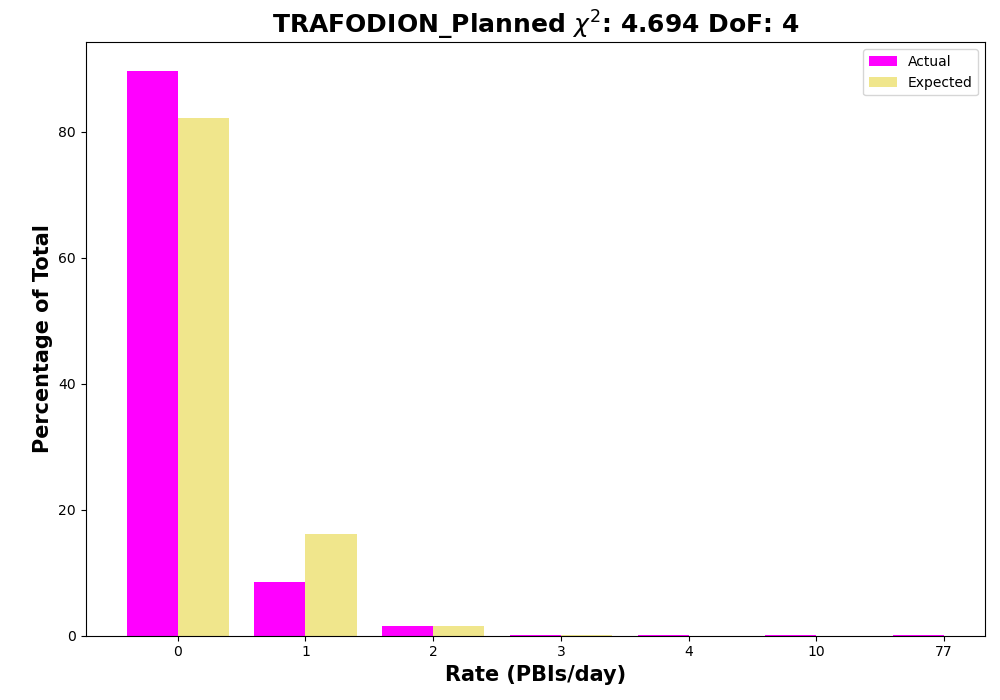 TRAFODION_Planned χ²: 4.694 DoF: 4
Actual
Expected
Percentage of Total
80
60
40
20
0
0 1 2 3 4 10 77
Rate (PBIs/day)